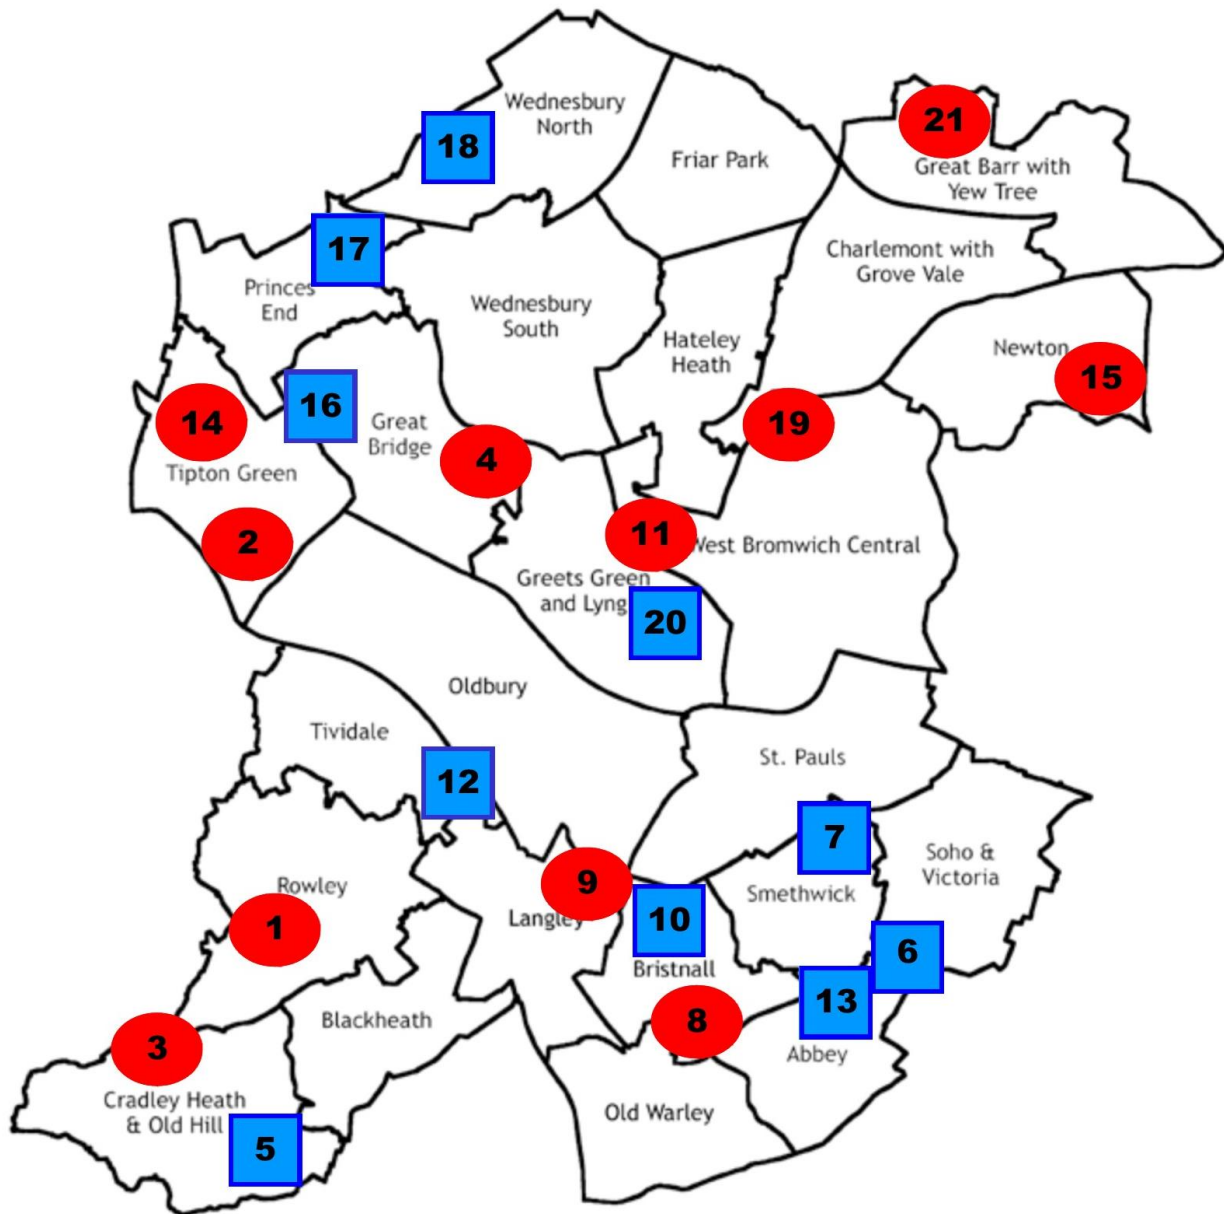 Wednesbury
North
18
Friar Park
21
Great Barr with
Yew Tree
17
Princes
End
Wednesbury
South
Charlemont with
Grove Vale
Hateley
Heath
Newton
15
16
14
Great
Bridge
19
4
Tipton Green
2
11
West Bromwich Central
Greets Green
and Lyng
20
Oldbury
Tividale
St. Pauls
12
7
Soho &
Victoria
Rowley
9
Smethwick
1
Langley
10
6
Bristnall
13
Blackheath
8
3
Abbey
Cradley Heath
& Old Hill
Old Warley
5